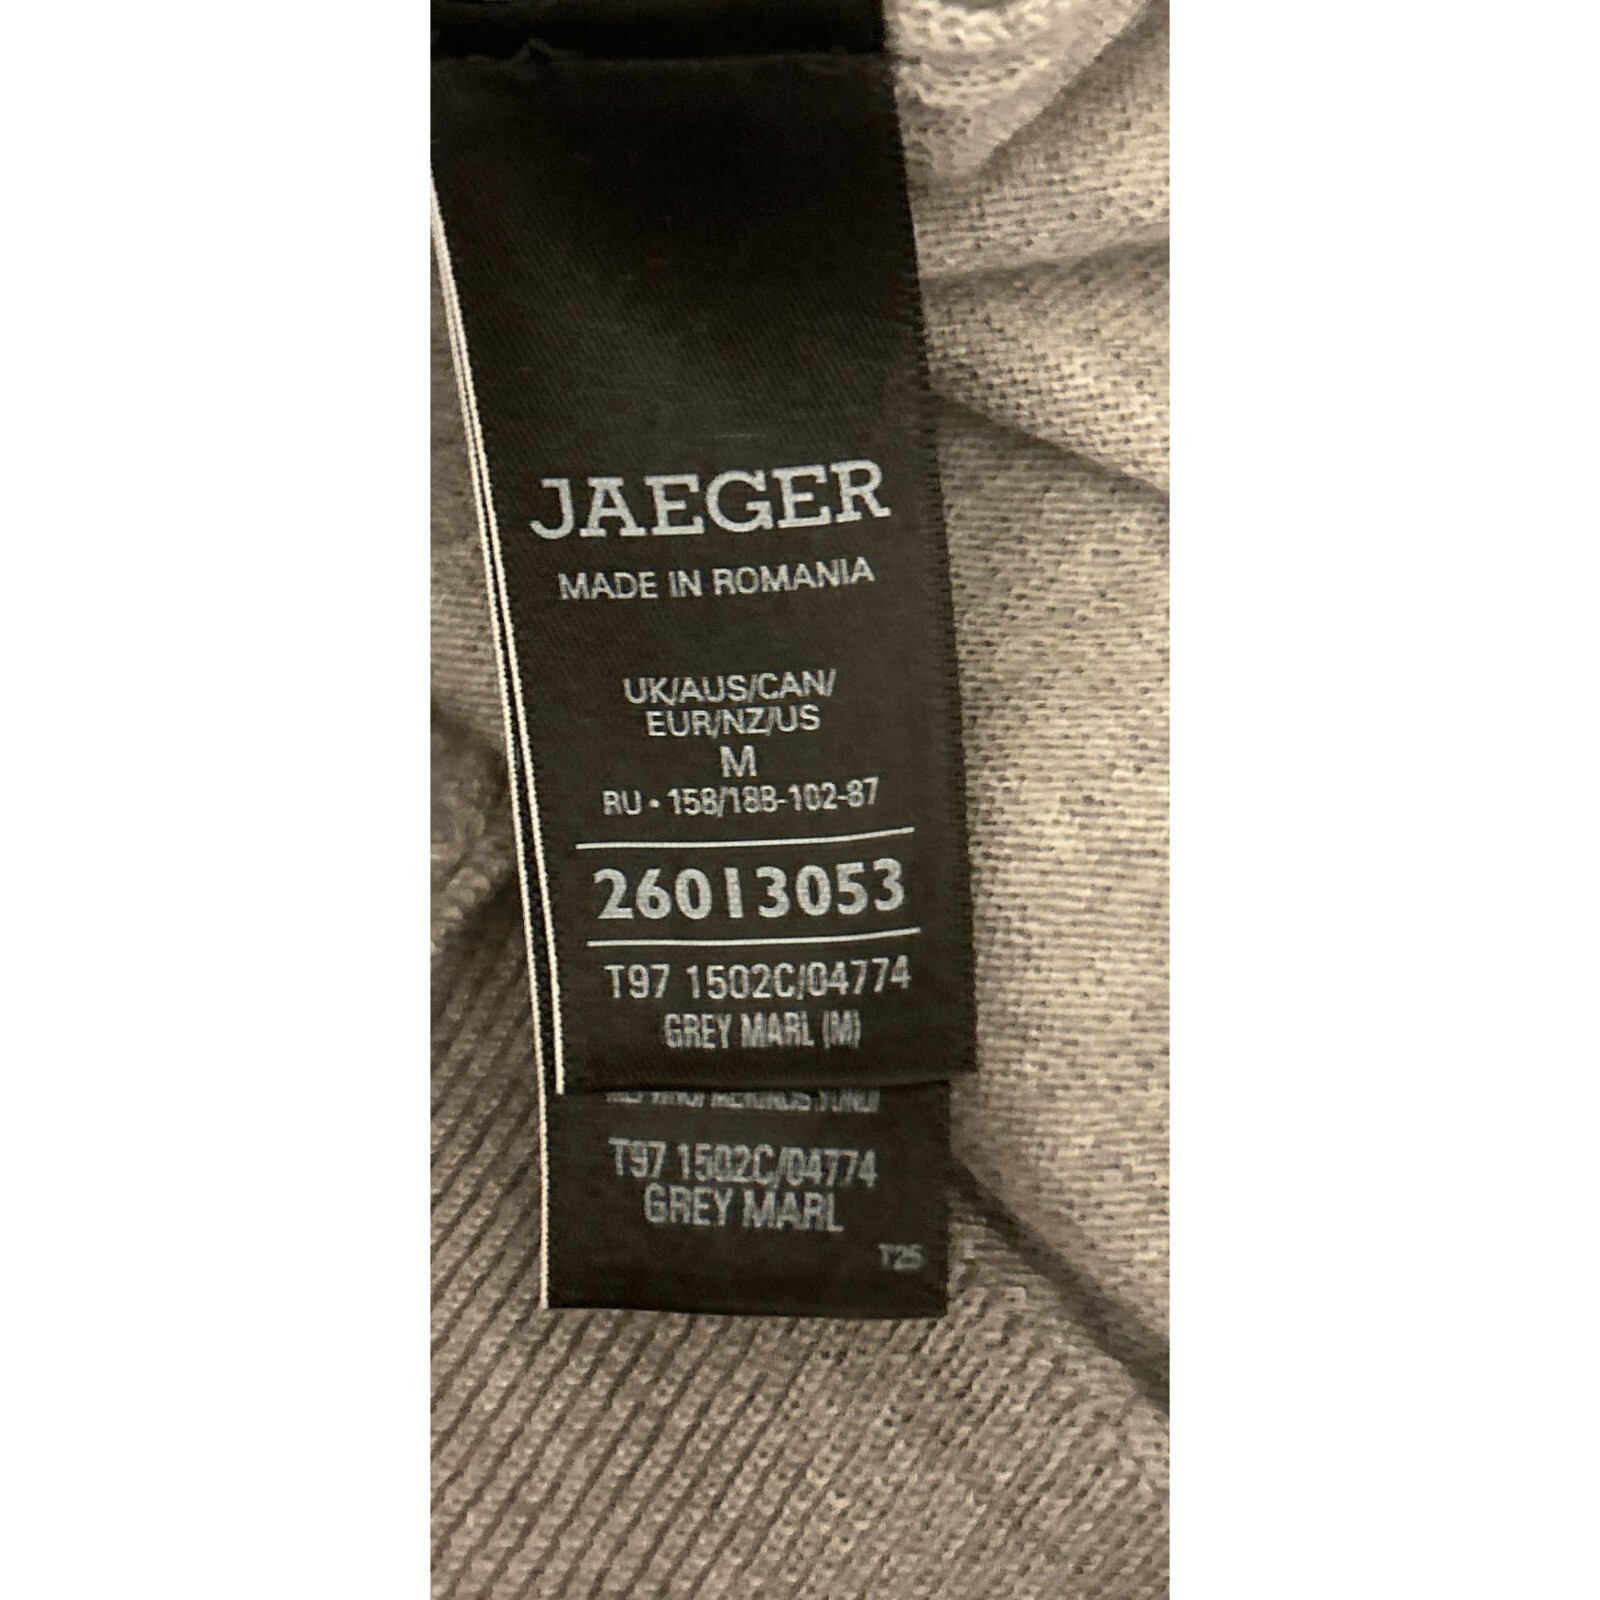 JAEGER
MADE IN ROMANIA
UK/AUS/CAN/
EUR/NZ/US
M
RU • 158/188-102-87
26013053
T97 1502C/04774
GREY MARL (M)
T97 1502C/04774
GREY MARL
T25